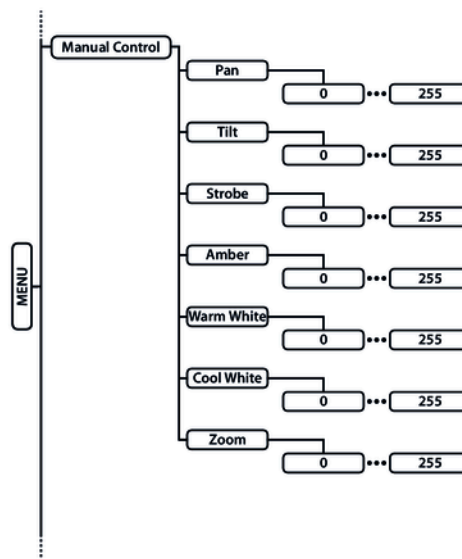 Manual Control
Pan
0 ••• 255
Tilt
0 ••• 255
Strobe
0 ••• 255
MENU
Amber
0 ••• 255
Warm White
0 ••• 255
Cool White
0 ••• 255
Zoom
0 ••• 255